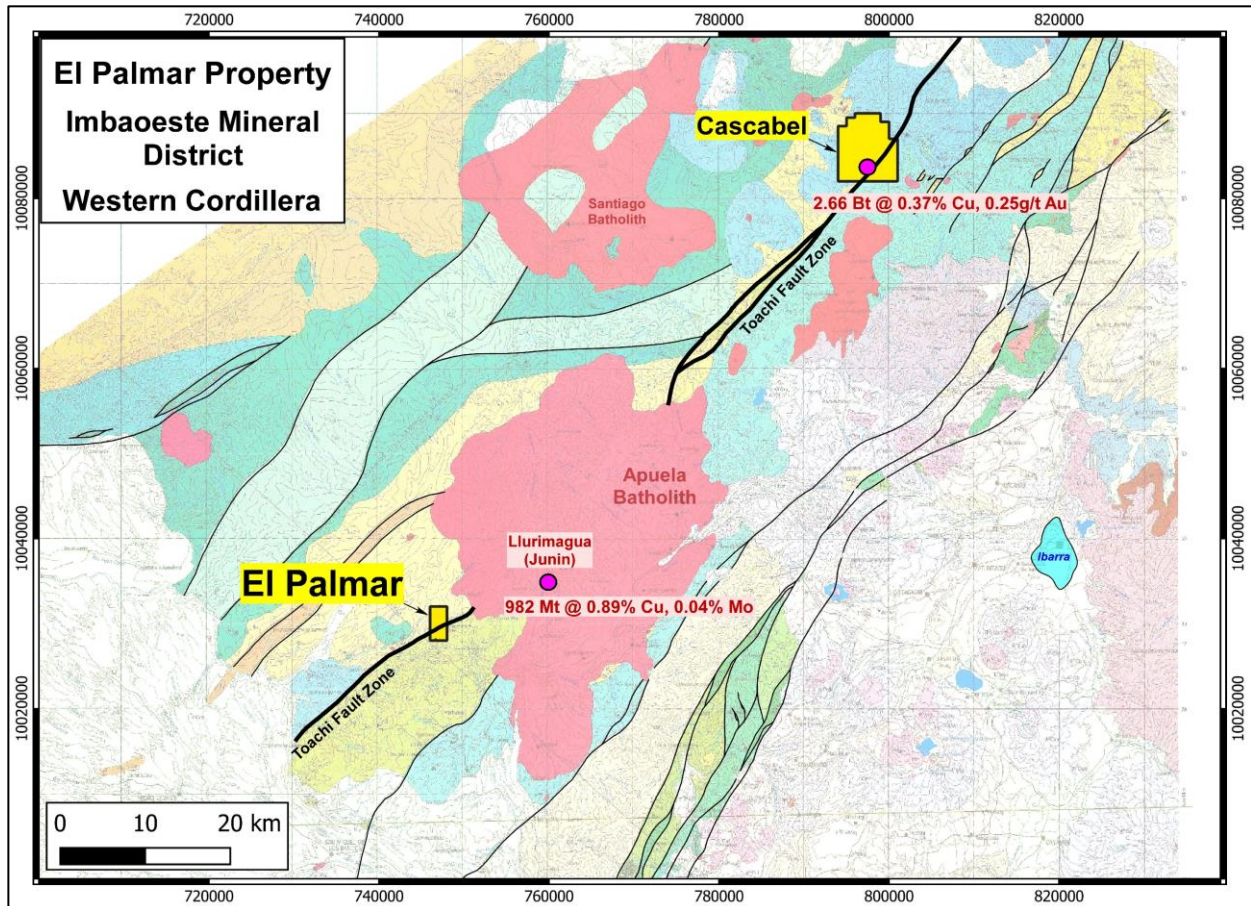 720000
740000
760000
780000
800000
820000
El Palmar Property
Imbaoeste Mineral
District
Western Cordillera
Cascabel
2.66 Bt @ 0.37% Cu, 0.25g/t Au
Santiago
Batholith
Toachi Fault Zone
10080000
10080000
10060000
10060000
Apuela
Batholith
Llurimagua
(Junin)
982 Mt @ 0.89% Cu, 0.04% Mo
10040000
10040000
Ibarra
El Palmar
Toachi Fault Zone
10020000
10020000
0 10 20 km
720000
740000
760000
780000
800000
820000